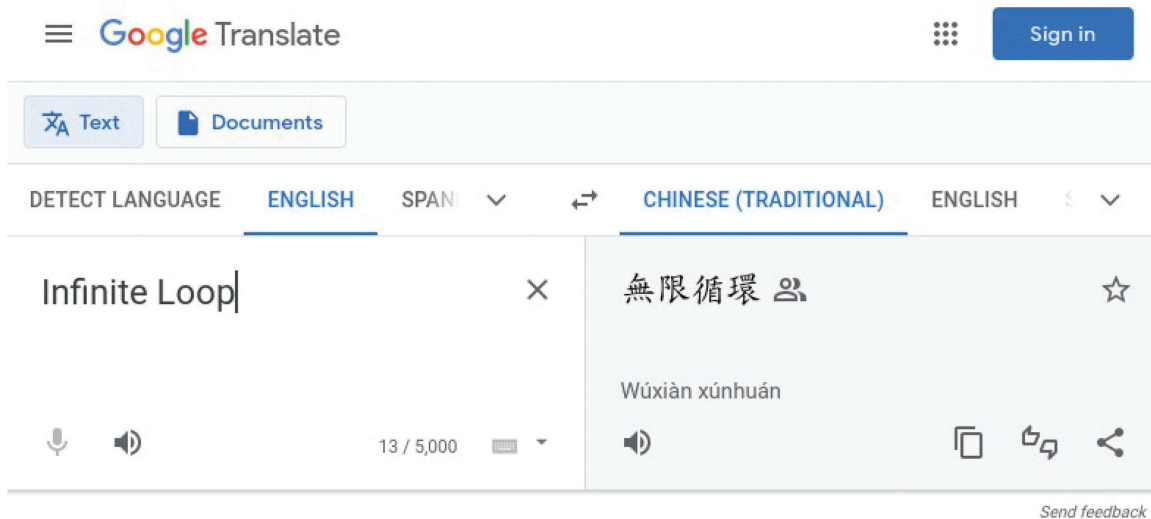 Google Translate
Sign in
Text
Documents
DETECT LANGUAGE
ENGLISH
SPAN
CHINESE (TRADITIONAL)
ENGLISH
Infinite Loop
無限循環
Wúxiàn xúnhuán
13 / 5,000
Send feedback